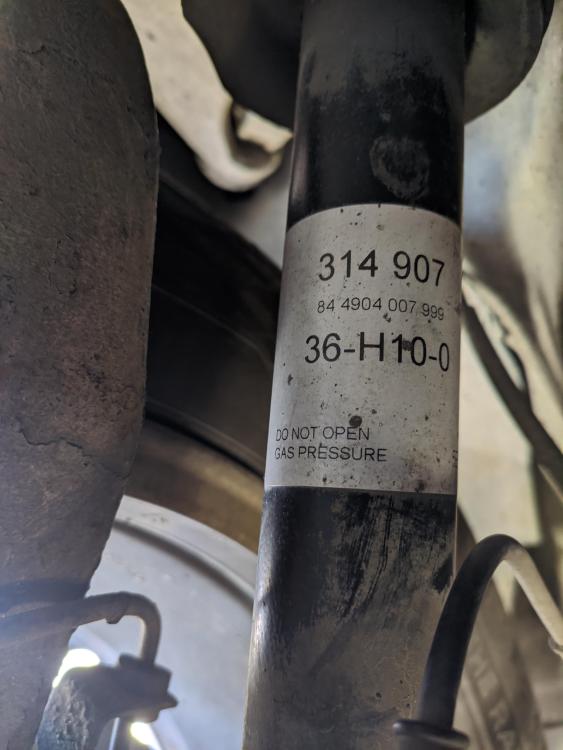 314 907
84 4904 007 999
36-H10-0
DO NOT OPEN
GAS PRESSURE